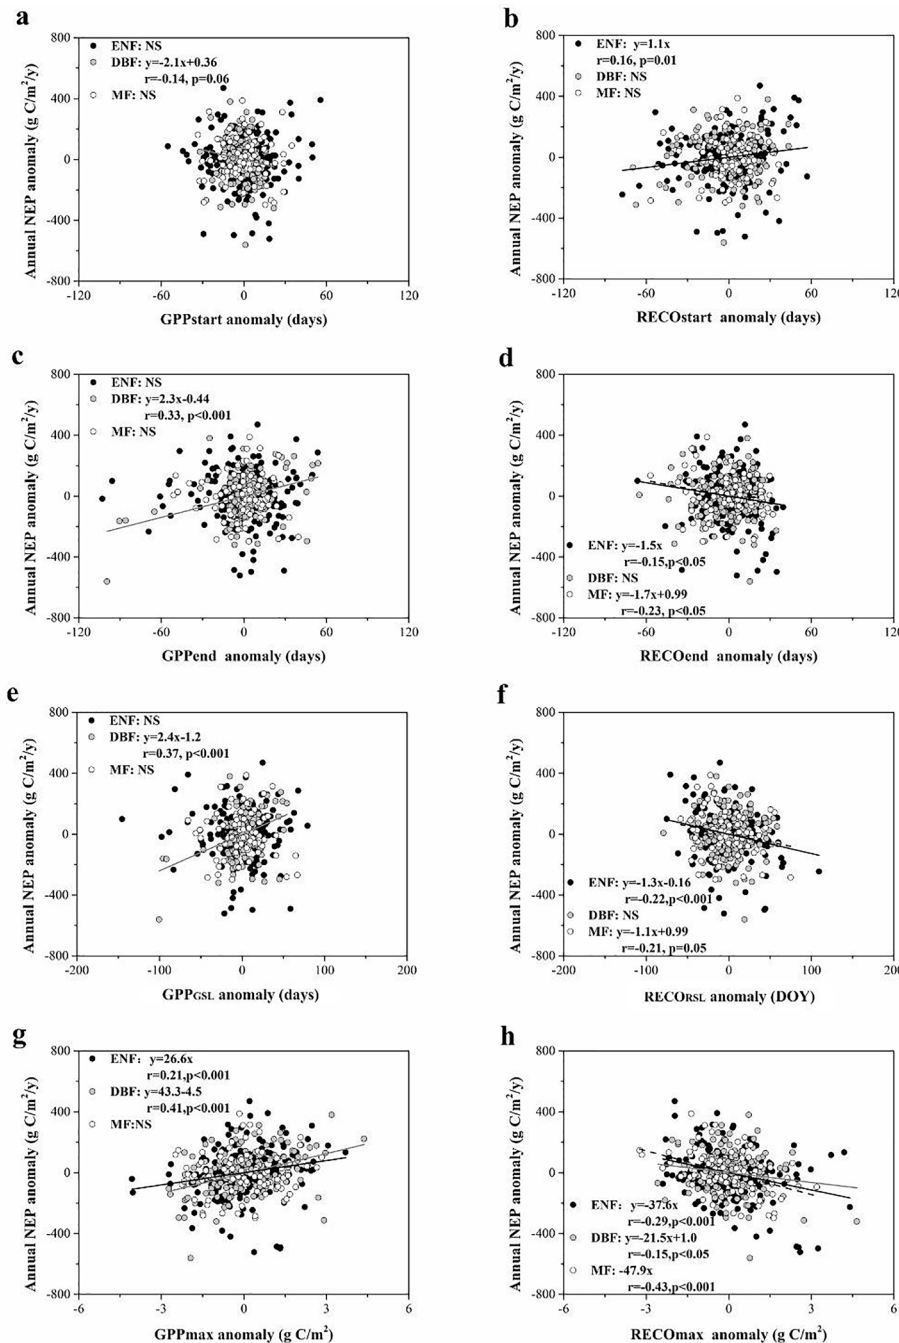 a
ENF: NS
DBF: y=-2.1x+0.36
r=-0.14, p=0.06
MF: NS
Annual NEP anomaly (g C/m²/y)
800
400
0
-400
-800
-120
-60
0
60
120
GPPstart anomaly (days)
b
ENF: y=1.1x
r=0.16, p=0.01
DBF: NS
MF: NS
Annual NEP anomaly (g C/m²/y)
800
400
0
-400
-800
-120
-60
0
60
120
RECOstart anomaly (days)
c
ENF: NS
DBF: y=2.3x-0.44
r=0.33, p<0.001
MF: NS
Annual NEP anomaly (g C/m²/y)
800
400
0
-400
-800
-120
-60
0
60
120
GPPend anomaly (days)
d
Annual NEP anomaly (g C/m²/y)
800
400
0
-400
-800
ENF: y=-1.5x
r=-0.15,p<0.05
DBF: NS
MF: y=-1.7x+0.99
r=-0.23, p<0.05
-120
-60
0
60
120
RECOend anomaly (days)
e
ENF: NS
DBF: y=2.4x-1.2
r=0.37, p<0.001
MF: NS
Annual NEP anomaly (g C/m²/y)
800
400
0
-400
-800
-200
-100
0
100
200
GPPGSL anomaly (days)
f
Annual NEP anomaly (g C/m²/y)
800
400
0
-400
-800
ENF: y=-1.3x-0.16
r=-0.22,p<0.001
DBF: NS
MF: y=-1.1x+0.99
r=-0.21, p=0.05
-200
-100
0
100
200
RECORSL anomaly (DOY)
g
ENF: y=26.6x
r=0.21,p<0.001
DBF: y=43.3-4.5
r=0.41,p<0.001
MF:NS
Annual NEP anomaly (g C/m²/y)
800
400
0
-400
-800
-6
-3
0
3
6
GPPmax anomaly (g C/m²)
h
Annual NEP anomaly (g C/m²/y)
800
400
0
-400
-800
ENF: y=-37.6x
r=-0.29,p<0.001
DBF: y=-21.5x+1.0
r=-0.15,p<0.05
MF: -47.9x
r=-0.43,p<0.001
-6
-3
0
3
6
RECOmax anomaly (g C/m²)